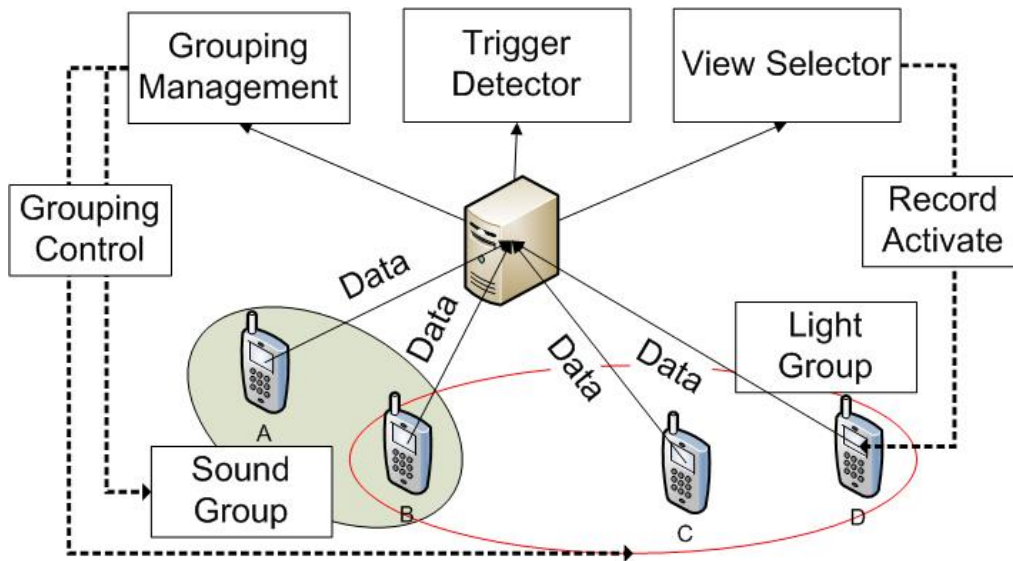 Grouping
Management
Trigger
Detector
View Selector
Grouping
Control
Record
Activate
Data
Data
Data
Data
Light
Group
A
B
C
D
Sound
Group